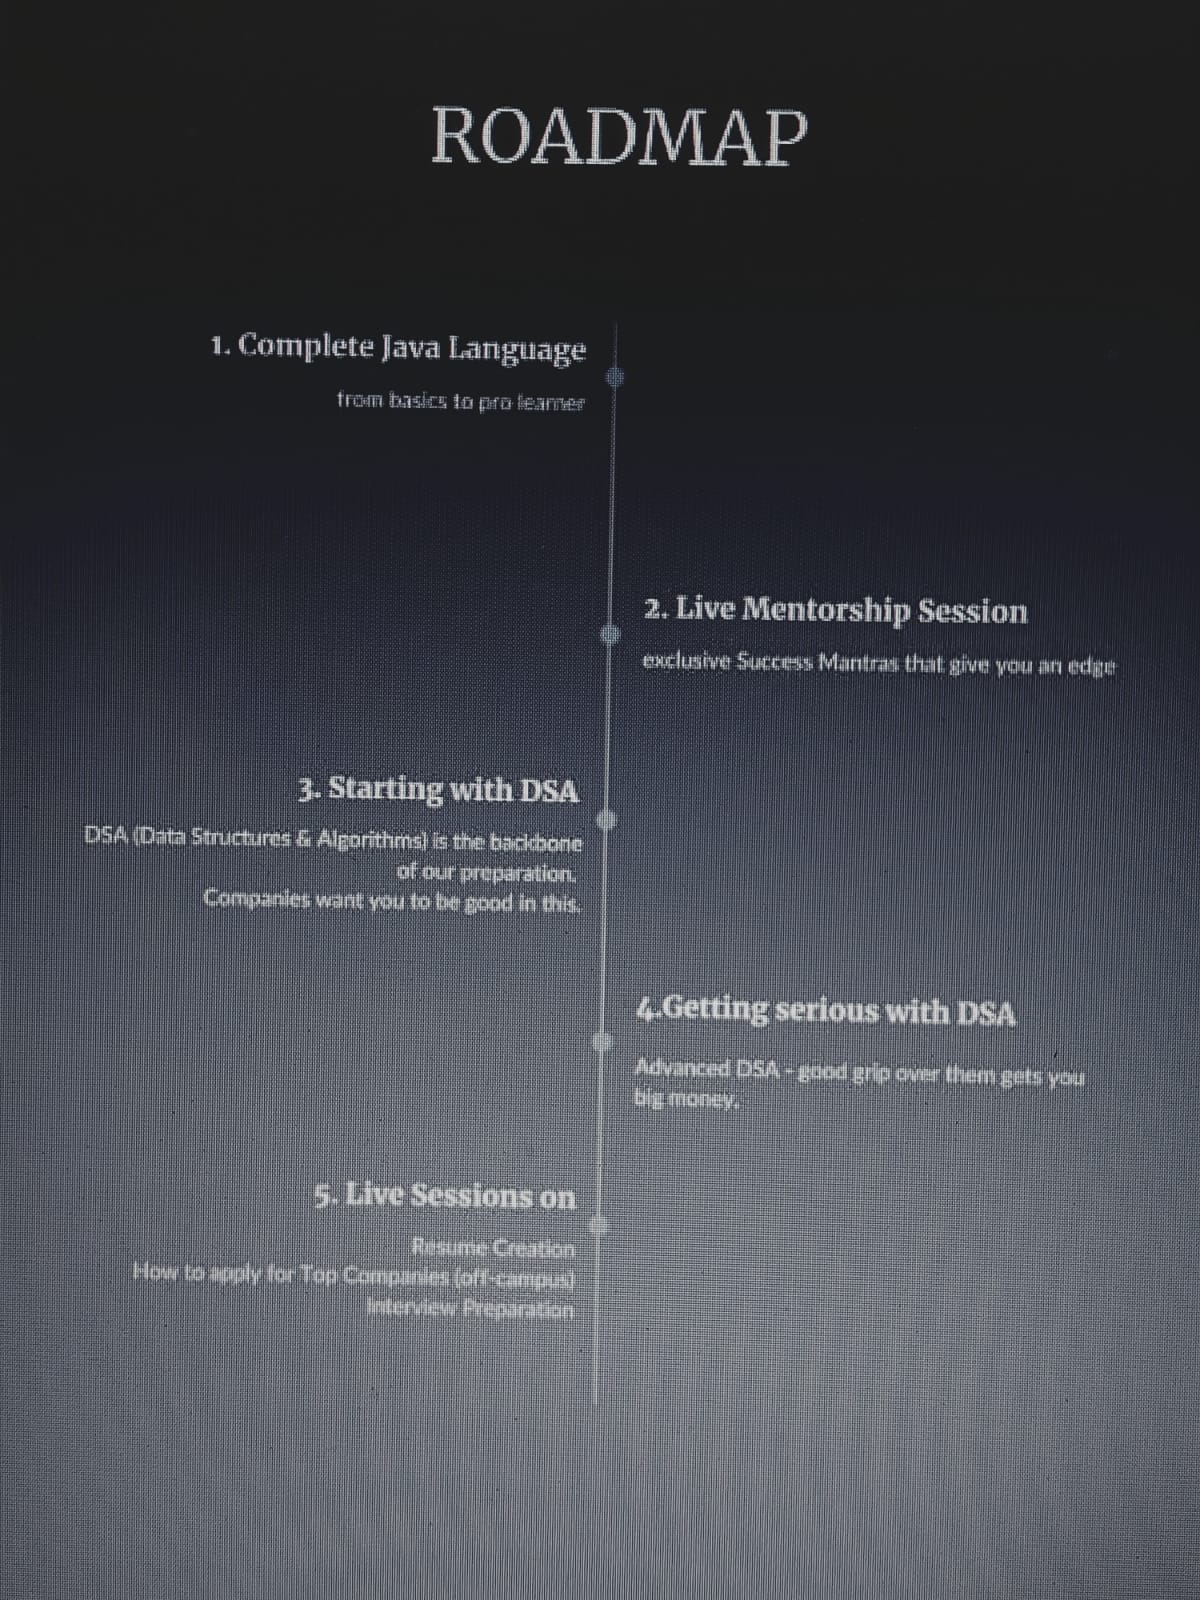 ROADMAP
1. Complete Java Language
from basics to pro learner
2. Live Mentorship Session
exclusive Success Mantras that give you an edge
3. Starting with DSA
DSA (Data Structures & Algorithms) is the backbone
of our preparation.
Companies want you to be good in this.
4.Getting serious with DSA
Advanced DSA - good grip over them gets you
big money.
5. Live Sessions on
Resume Creation
How to apply for Top Companies (off-campus)
Interview Preparation